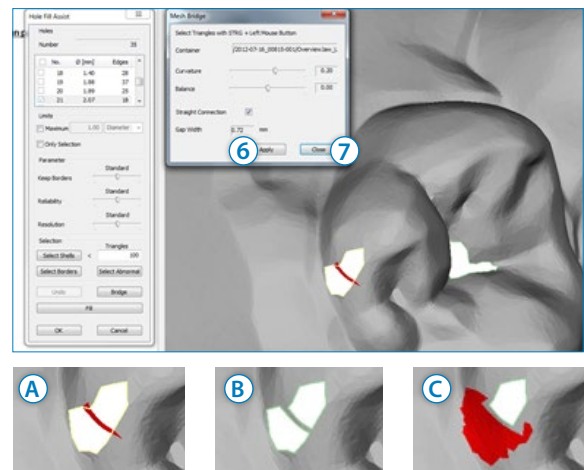 Hole Fill Assist
Holes
Number 38
No. Ø [mm] Edges
18 1.40 28
19 1.86 37
20 1.89 25
21 2.07 18
Limits
Maximum 1.00 Diameter
Only Selection
Parameter
Standard
Keep Borders
Standard
Reliability
Standard
Resolution
Selection
Triangles
Select Shells < 100
Select Borders Select Abnormal
Undo Bridge
Fill
OK Cancel
Mesh Bridge
Select Triangles with STRG + Left Mouse Button
Container
Curvature 0.20
Balance 0.00
Straight Connection
Gap Width 0.72 mm
6 Apply Close 7
A B C